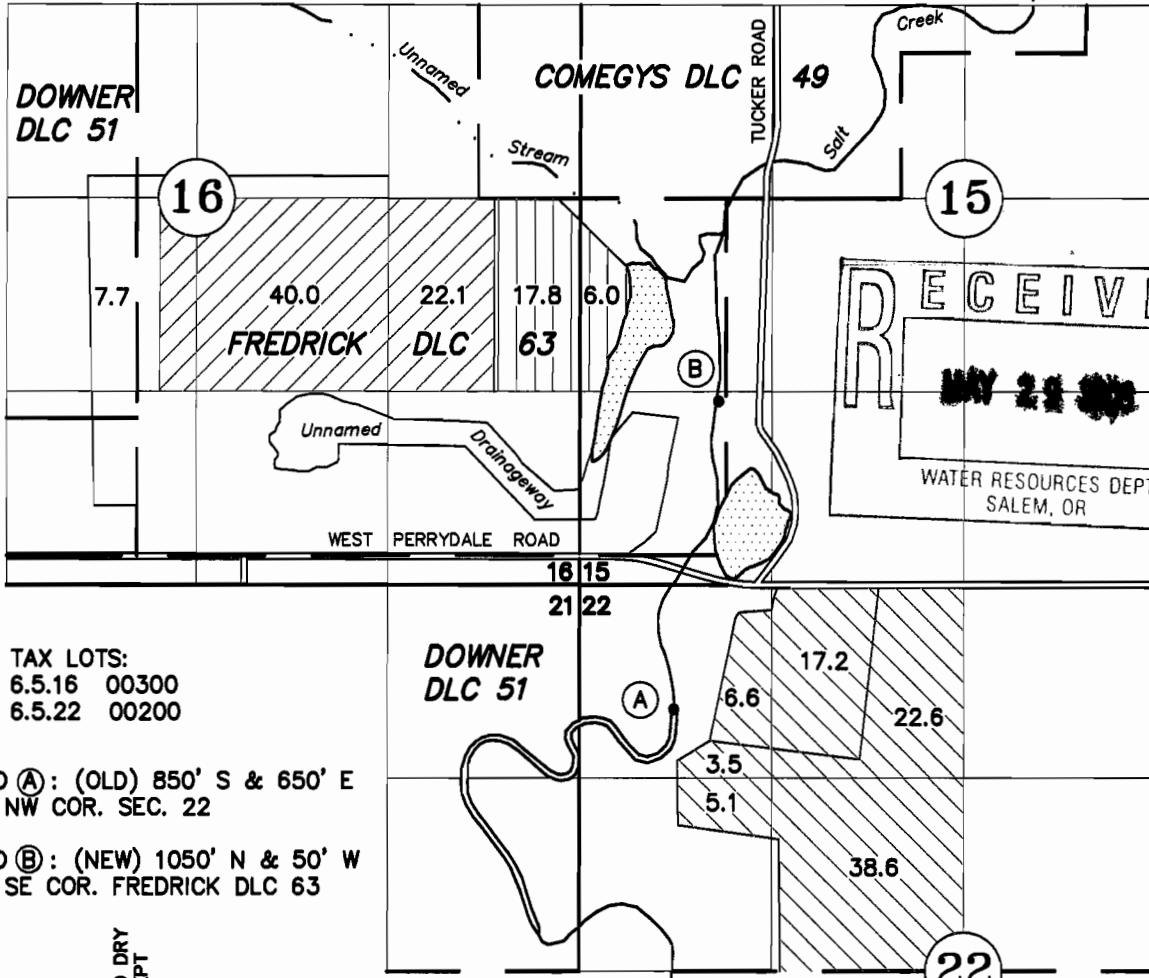 Creek
Unnamed
DOWNER
DLC 51
COMEGYS DLC 49
TUCKER ROAD
Salt
Stream
16
15
7.7
40.0
22.1
17.8
6.0
FREDRICK DLC 63
B
RECEIV
MAY 29
WATER RESOURCES DEPT
SALEM, OR
Unnamed
Drainageway
WEST PERRYDALE ROAD
16 15
21 22
TAX LOTS:
6.5.16 00300
6.5.22 00200
DOWNER
DLC 51
A
17.2
6.6
22.6
3.5
5.1
38.6
A : (OLD) 850' S & 650' E
NW COR. SEC. 22
B : (NEW) 1050' N & 50' W
SE COR. FREDRICK DLC 63
DRY
22